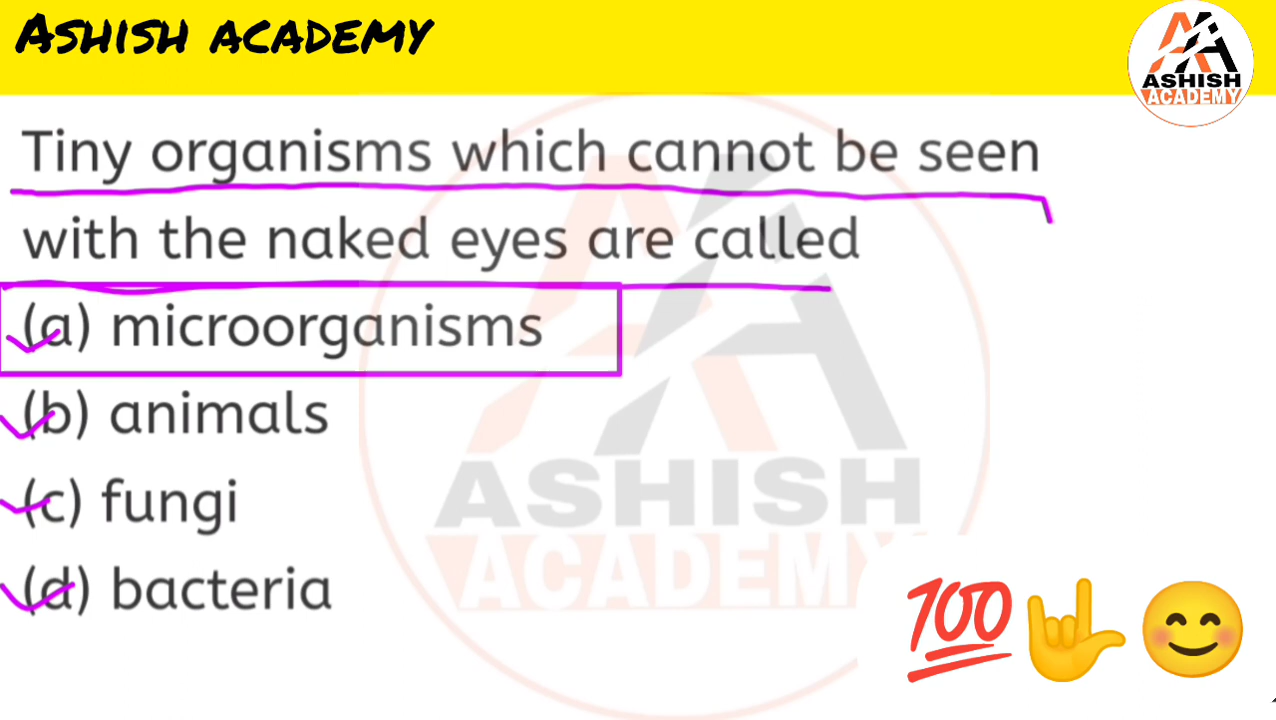 ASHISH ACADEMY
ASHISH
ACADEMY
Tiny organisms which cannot be seen
with the naked eyes are called
(a) microorganisms
(b) animals
(c) fungi
(d) bacteria
ASHISH
ACADEMY
100